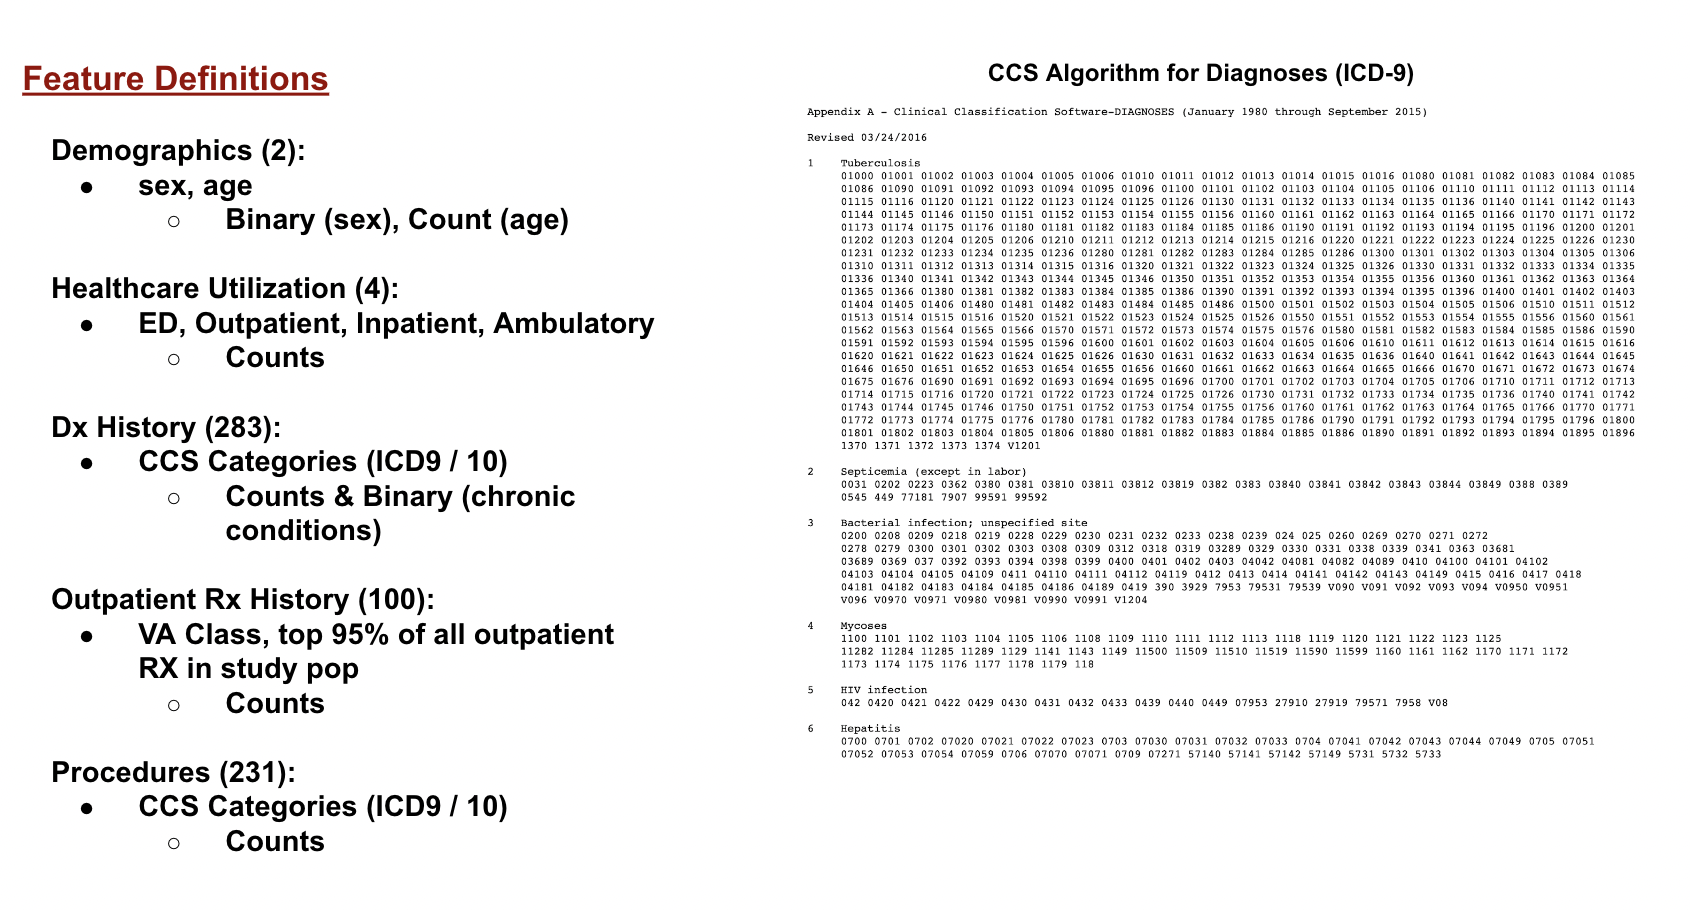 Feature Definitions
Demographics (2):
● sex, age
○ Binary (sex), Count (age)
Healthcare Utilization (4):
● ED, Outpatient, Inpatient, Ambulatory
○ Counts
Dx History (283):
● CCS Categories (ICD9 / 10)
○ Counts & Binary (chronic
conditions)
Outpatient Rx History (100):
● VA Class, top 95% of all outpatient
RX in study pop
○ Counts
Procedures (231):
● CCS Categories (ICD9 / 10)
○ Counts
CCS Algorithm for Diagnoses (ICD-9)
Appendix A - Clinical Classification Software-DIAGNOSES (January 1980 through September 2015)
Revised 03/24/2016
1 Tuberculosis
01000 01001 01002 01003 01004 01005 01006 01010 01011 01012 01013 01014 01015 01016 01080 01081 01082 01083 01084 01085
01086 01090 01091 01092 01093 01094 01095 01096 01100 01101 01102 01103 01104 01105 01106 01110 01111 01112 01113 01114
01115 01116 01120 01121 01122 01123 01124 01125 01126 01130 01131 01132 01133 01134 01135 01136 01140 01141 01142 01143
01144 01145 01146 01150 01151 01152 01153 01154 01155 01156 01160 01161 01162 01163 01164 01165 01166 01170 01171 01172
01173 01174 01175 01176 01180 01181 01182 01183 01184 01185 01186 01190 01191 01192 01193 01194 01195 01196 01200 01201
01202 01203 01204 01205 01206 01210 01211 01212 01213 01214 01215 01216 01220 01221 01222 01223 01224 01225 01226 01230
01231 01232 01233 01234 01235 01236 01280 01281 01282 01283 01284 01285 01286 01300 01301 01302 01303 01304 01305 01306
01310 01311 01312 01313 01314 01315 01316 01320 01321 01322 01323 01324 01325 01326 01330 01331 01332 01333 01334 01335
01336 01340 01341 01342 01343 01344 01345 01346 01350 01351 01352 01353 01354 01355 01356 01360 01361 01362 01363 01364
01365 01366 01380 01381 01382 01383 01384 01385 01386 01390 01391 01392 01393 01394 01395 01396 01400 01401 01402 01403
01404 01405 01406 01480 01481 01482 01483 01484 01485 01486 01500 01501 01502 01503 01504 01505 01506 01510 01511 01512
01513 01514 01515 01516 01520 01521 01522 01523 01524 01525 01526 01550 01551 01552 01553 01554 01555 01556 01560 01561
01562 01563 01564 01565 01566 01570 01571 01572 01573 01574 01575 01576 01580 01581 01582 01583 01584 01585 01586 01590
01591 01592 01593 01594 01595 01596 01600 01601 01602 01603 01604 01605 01606 01610 01611 01612 01613 01614 01615 01616
01620 01621 01622 01623 01624 01625 01626 01630 01631 01632 01633 01634 01635 01636 01640 01641 01642 01643 01644 01645
01646 01650 01651 01652 01653 01654 01655 01656 01660 01661 01662 01663 01664 01665 01666 01670 01671 01672 01673 01674
01675 01676 01690 01691 01692 01693 01694 01695 01696 01700 01701 01702 01703 01704 01705 01706 01710 01711 01712 01713
01714 01715 01716 01720 01721 01722 01723 01724 01725 01726 01730 01731 01732 01733 01734 01735 01736 01740 01741 01742
01743 01744 01745 01746 01750 01751 01752 01753 01754 01755 01756 01760 01761 01762 01763 01764 01765 01766 01770 01771
01772 01773 01774 01775 01776 01780 01781 01782 01783 01784 01785 01786 01790 01791 01792 01793 01794 01795 01796 01800
01801 01802 01803 01804 01805 01806 01880 01881 01882 01883 01884 01885 01886 01890 01891 01892 01893 01894 01895 01896
1370 1371 1372 1373 1374 V1201
2 Septicemia (except in labor)
0031 0202 0223 0362 0380 0381 03810 03811 03812 03819 0382 0383 03840 03841 03842 03843 03844 03849 0388 0389
0545 449 77181 7907 99591 99592
3 Bacterial infection; unspecified site
0200 0208 0209 0218 0219 0228 0229 0230 0231 0232 0233 0238 0239 024 025 0260 0269 0270 0271 0272
0278 0279 0300 0301 0302 0303 0308 0309 0312 0318 0319 03289 0329 0330 0331 0338 0339 0341 0363 03681
03689 0369 037 0392 0393 0394 0398 0399 0400 0401 0402 0403 04042 04081 04082 04089 0410 04100 04101 04102
04103 04104 04105 04109 0411 04110 04111 04112 04119 0412 0413 0414 04141 04142 04143 04149 0415 0416 0417 0418
04181 04182 04183 04184 04185 04186 04189 0419 390 3929 7953 79531 79539 V090 V091 V092 V093 V094 V0950 V0951
V096 V0970 V0971 V0980 V0981 V0990 V0991 V1204
4 Mycoses
1100 1101 1102 1103 1104 1105 1106 1108 1109 1110 1111 1112 1113 1118 1119 1120 1121 1122 1123 1125
11282 11284 11285 11289 1129 1141 1143 1149 11500 11509 11510 11519 11590 11599 1160 1161 1162 1170 1171 1172
1173 1174 1175 1176 1177 1178 1179 118
5 HIV infection
042 0420 0421 0422 0429 0430 0431 0432 0433 0439 0440 0449 07953 27910 27919 79571 7958 V08
6 Hepatitis
0700 0701 0702 07020 07021 07022 07023 0703 07030 07031 07032 07033 0704 07041 07042 07043 07044 07049 0705 07051
07052 07053 07054 07059 0706 07070 07071 0709 07271 57140 57141 57142 57149 5731 5732 5733